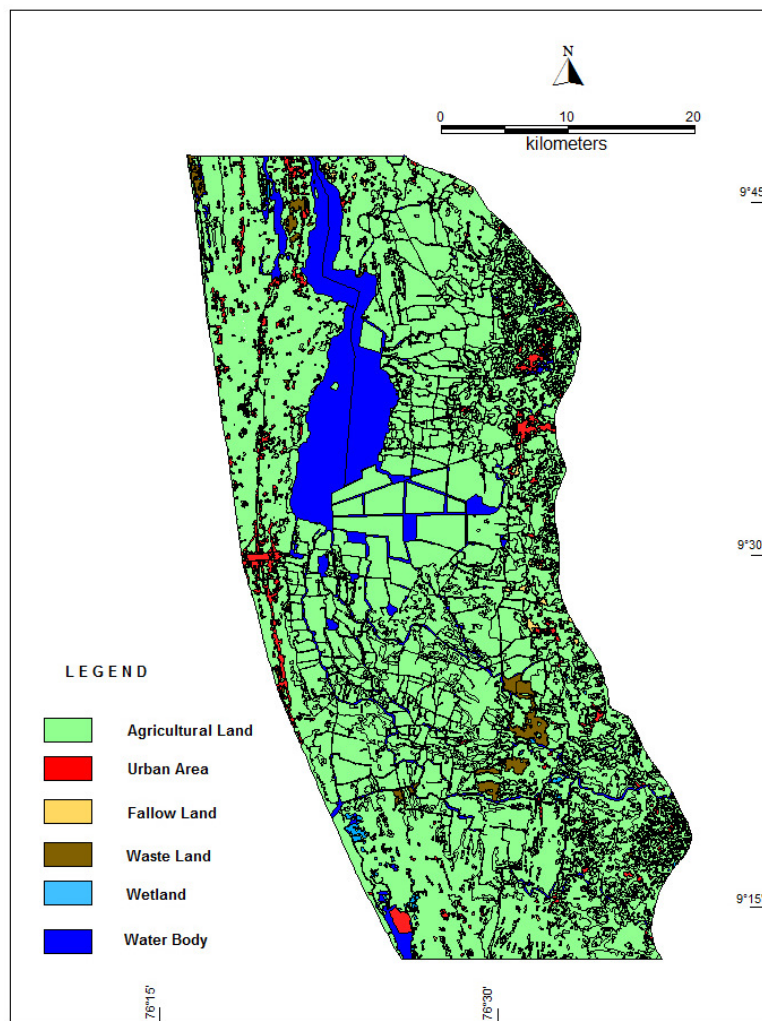 N
0 10 20
kilometers
9°45
9°30
LEGEND
Agricultural Land
Urban Area
Fallow Land
Waste Land
Wetland
Water Body
9°15
76°15'
76°30